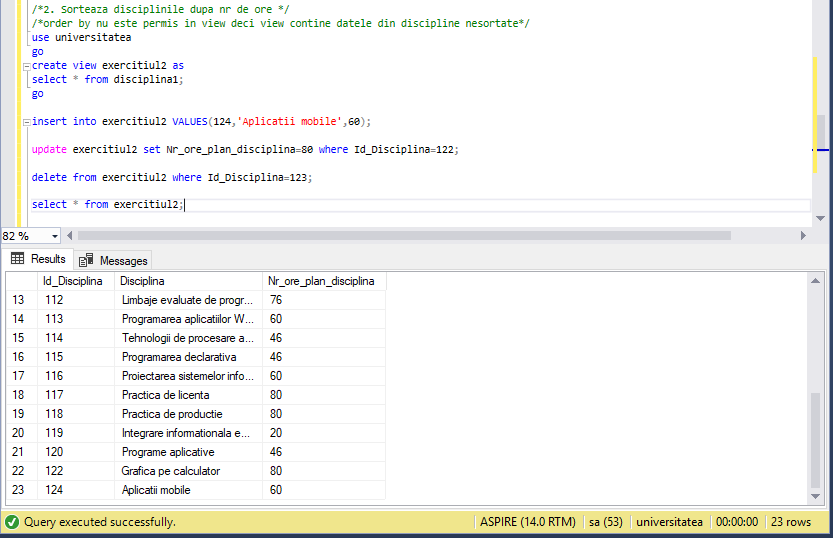 /*2. Sorteaza disciplinile dupa nr de ore */
/*order by nu este permis in view deci view contine datele din discipline nesortate*/
use universitatea
go
create view exercitiul2 as
select * from disciplina1;
go
insert into exercitiul2 VALUES(124,'Aplicatii mobile',60);
update exercitiul2 set Nr_ore_plan_disciplina=80 where Id_Disciplina=122;
delete from exercitiul2 where Id_Disciplina=123;
select * from exercitiul2;
82 %
Results Messages
Id_Disciplina Disciplina Nr_ore_plan_disciplina
13 112 Limbaje evaluate de progr... 76
14 113 Programarea aplicatiilor W... 60
15 114 Tehnologii de procesare a... 46
16 115 Programarea declarativa 46
17 116 Proiectarea sistemelor info... 60
18 117 Practica de licenta 80
19 118 Practica de productie 80
20 119 Integrare informationala e... 20
21 120 Programe aplicative 46
22 122 Grafica pe calculator 80
23 124 Aplicatii mobile 60
Query executed successfully. ASPIRE (14.0 RTM) sa (53) universitatea 00:00:00 23 rows